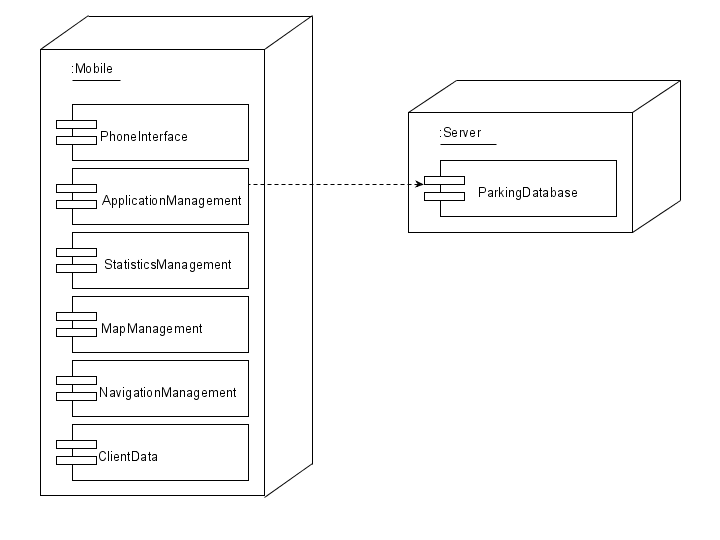 :Mobile
PhoneInterface
ApplicationManagement
StatisticsManagement
MapManagement
NavigationManagement
ClientData
:Server
ParkingDatabase